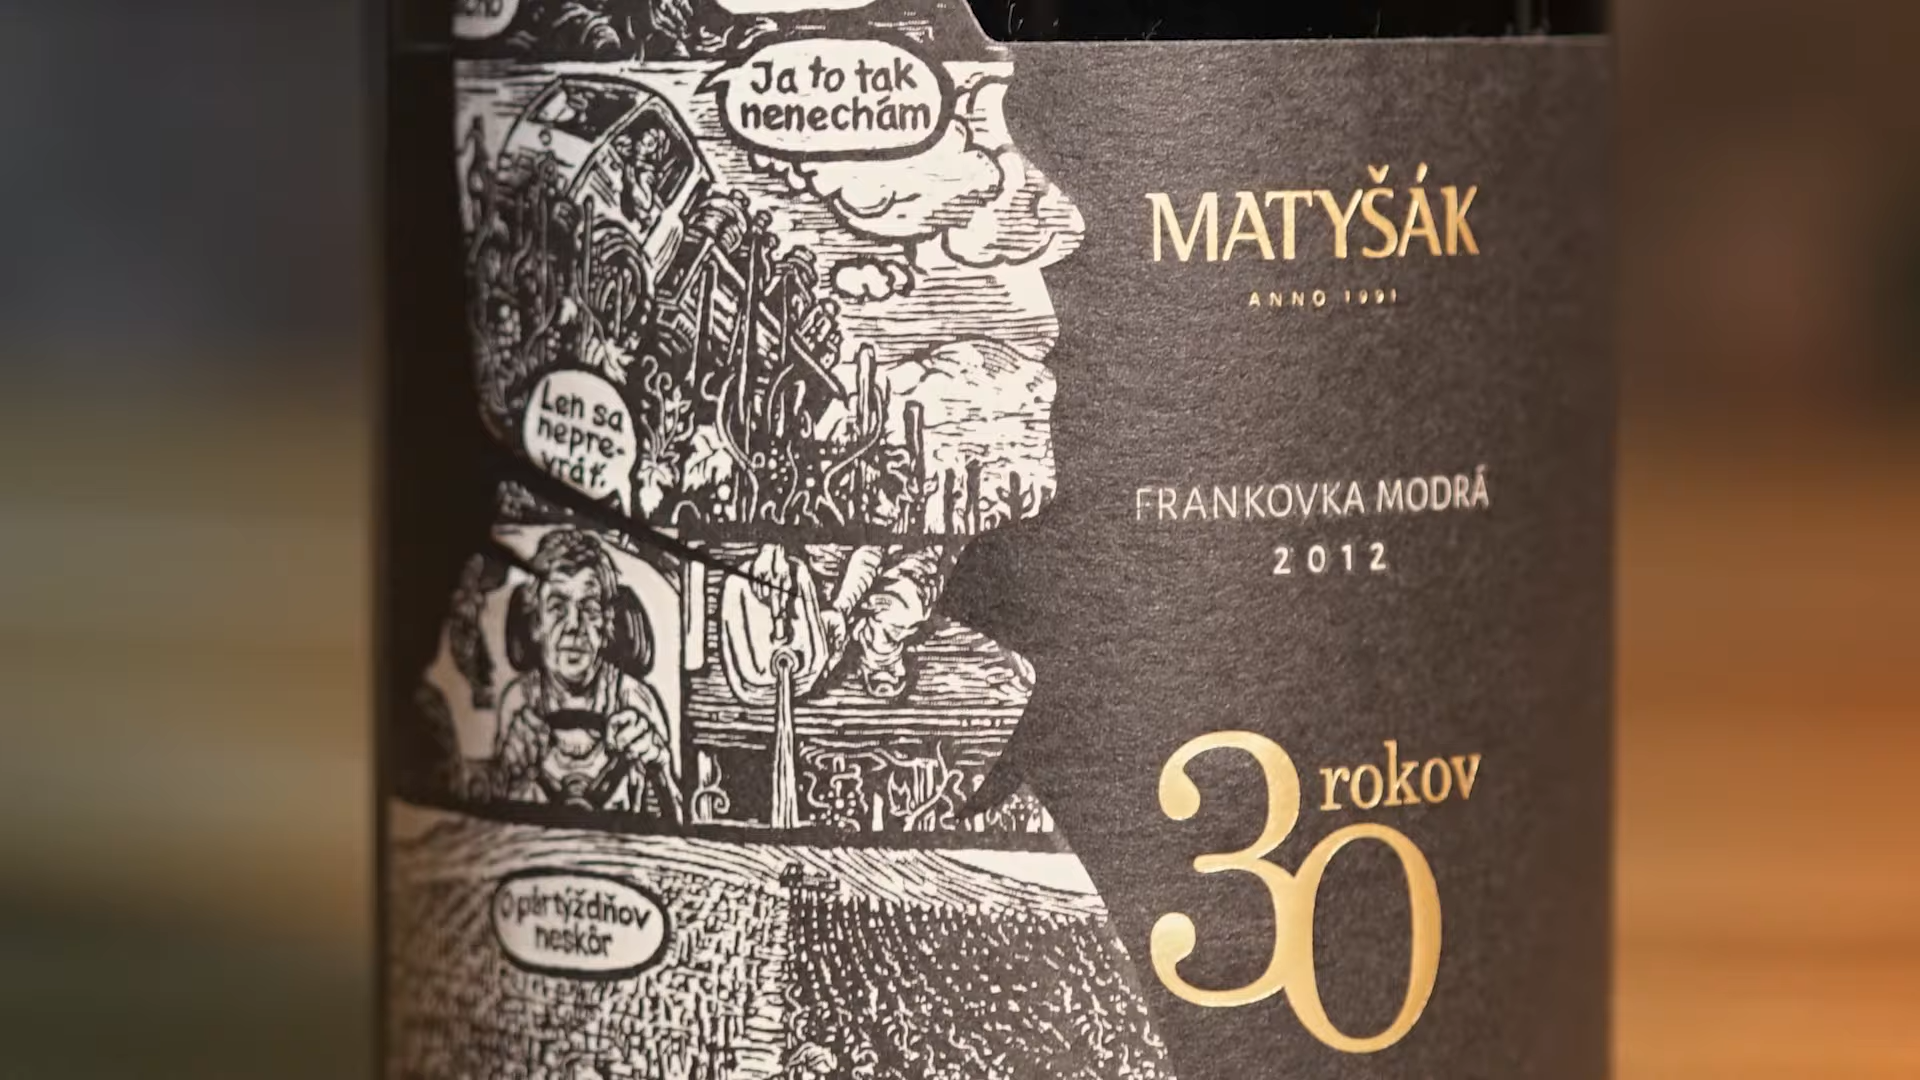 Ja to tak
nenechám
Len sa
nepre-
vráť.
O pár týždňov
neskôr
MATYŠÁK
ANNO 1991
FRANKOVKA MODRÁ
2012
30
rokov